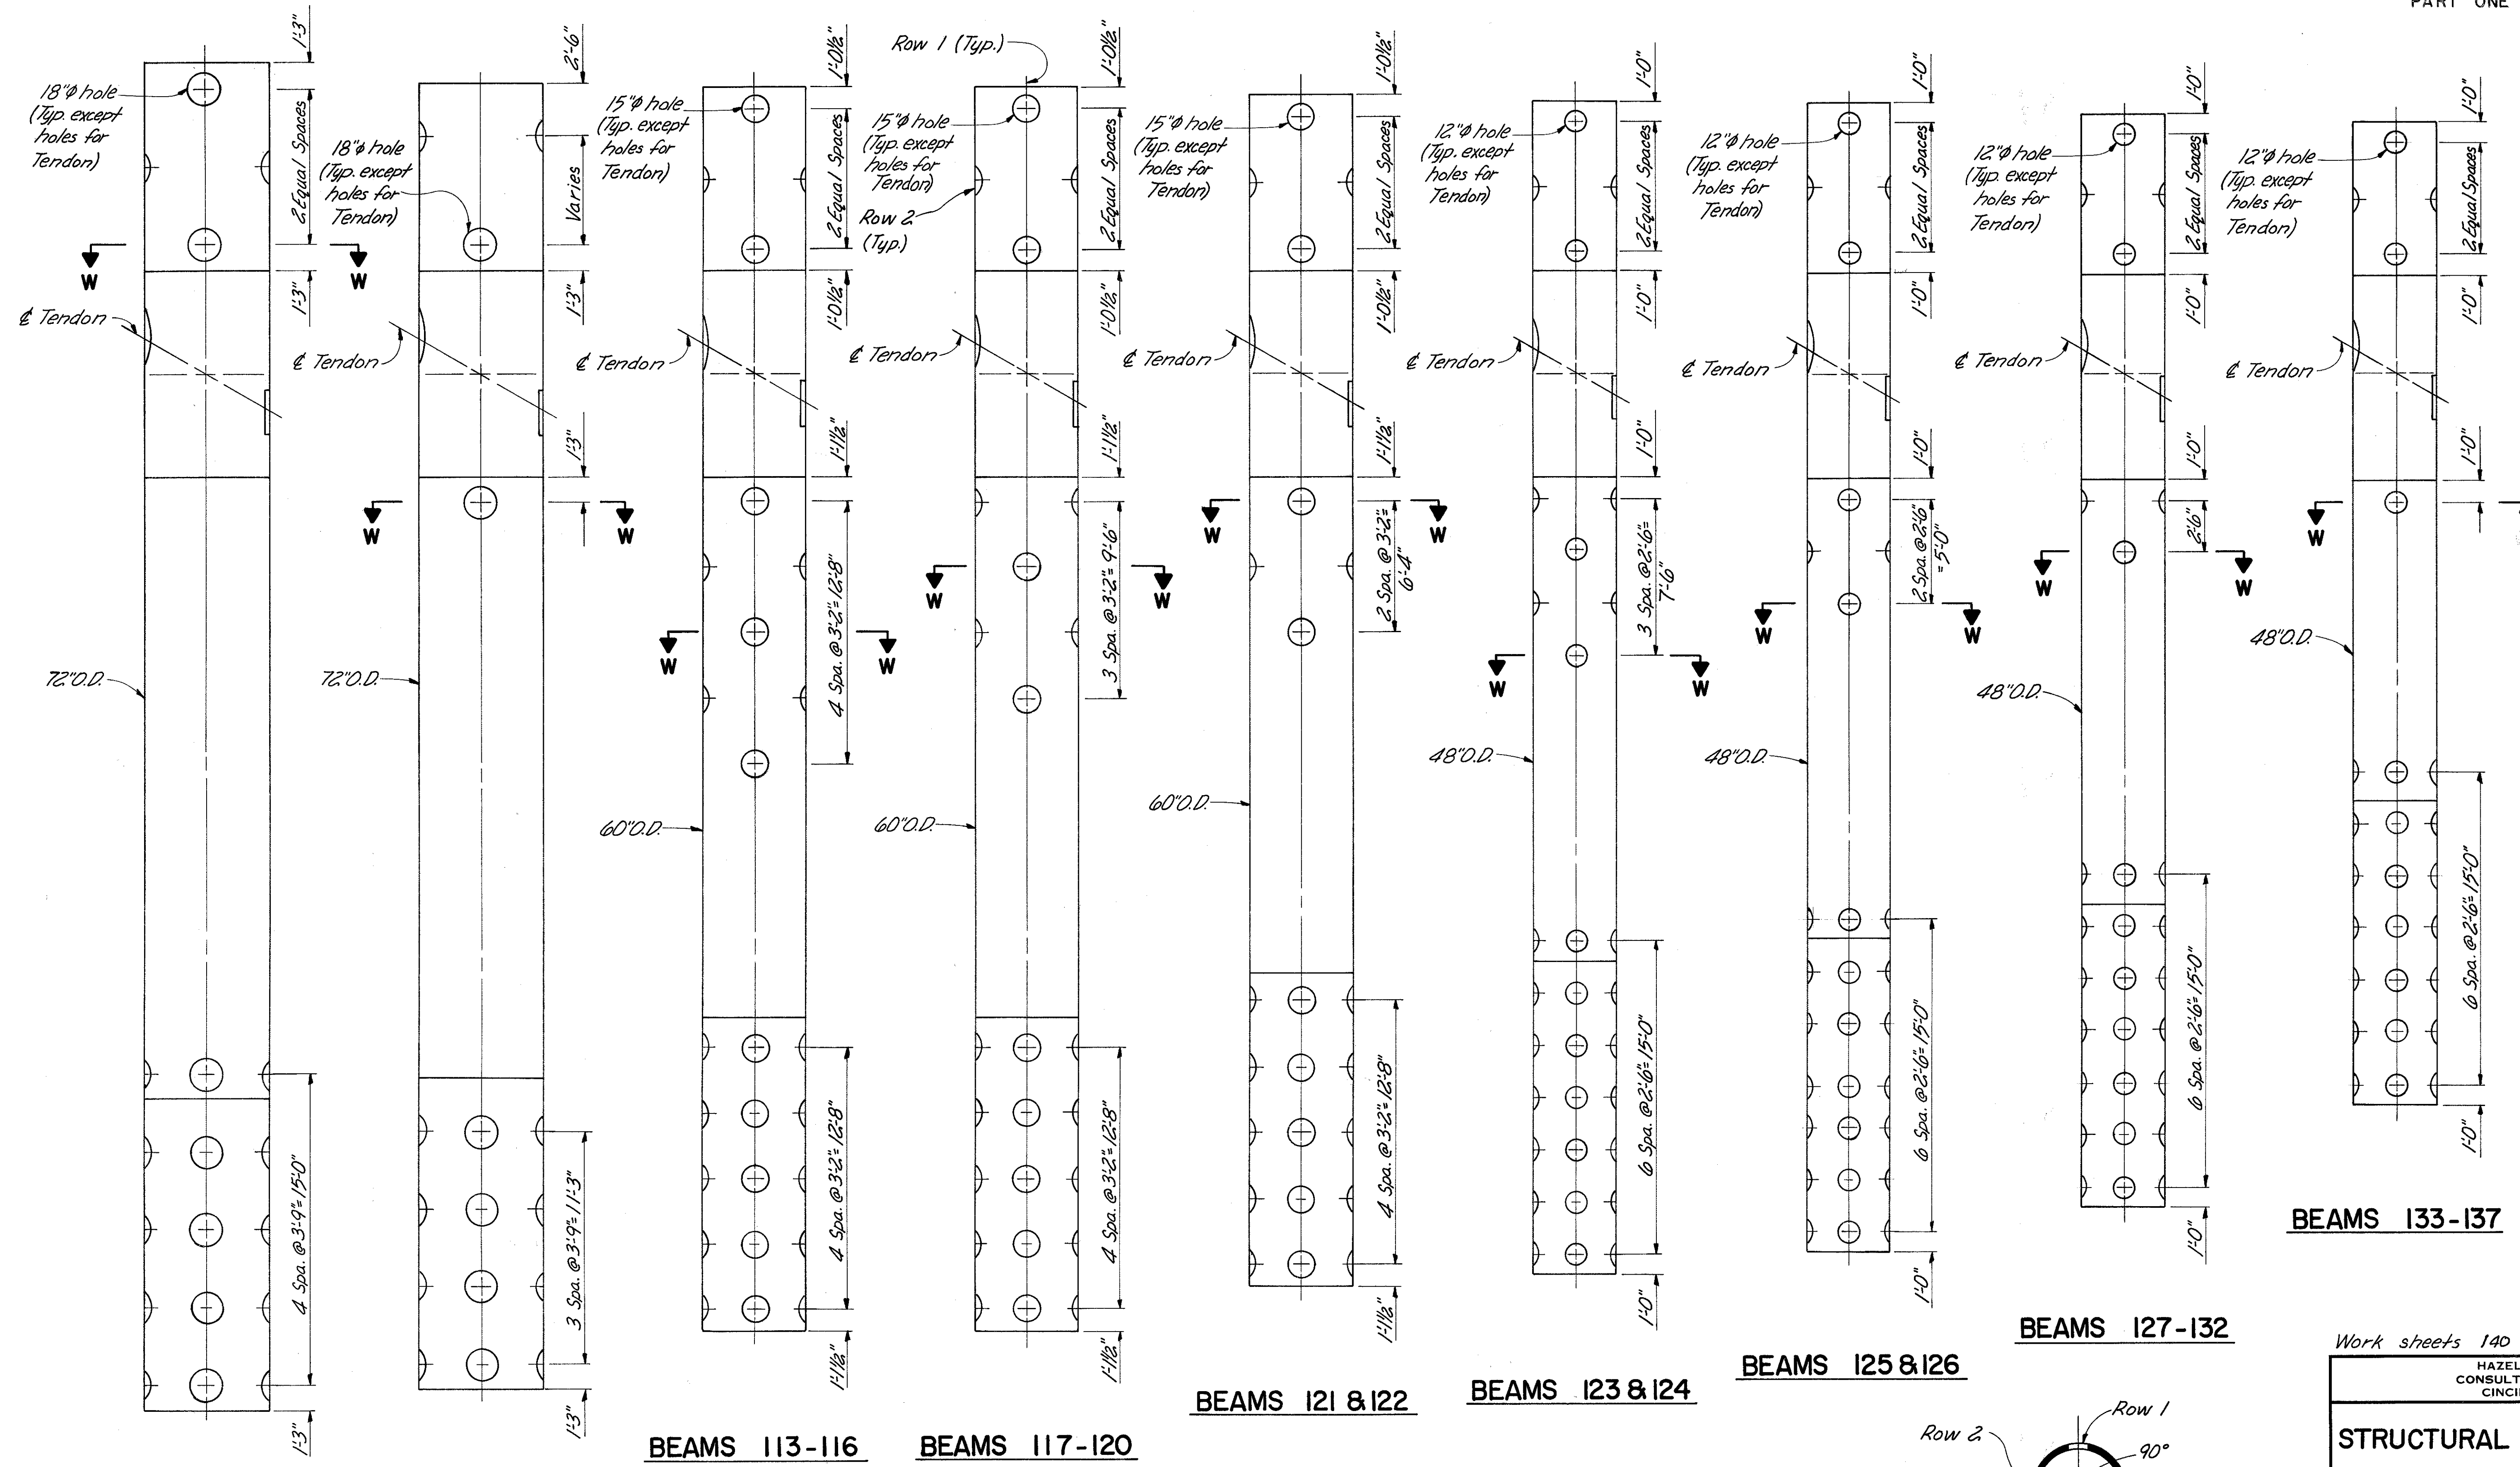 PART ONE
1'-3"
18"φ hole
(Typ. except
holes for
Tendon)
2 Equal Spaces
W
W
1'-3"
℄ Tendon
72"O.D.
4 Spa. @ 3'-9"= 15'-0"
1'-3"
2'-6"
18"φ hole
(Typ. except
holes for
Tendon)
Varies
1'-3"
℄ Tendon
1'-3"
W
W
72"O.D.
3 Spa. @ 3'-9"= 1'-3"
1'-3"
1'-0½"
15"φ hole
(Typ. except
holes for
Tendon)
2 Equal Spaces
1'-0½"
℄ Tendon
1'-1½"
4 Spa. @ 3'-2"= 12'-8"
W
W
60"O.D.
4 Spa. @ 3'-2"= 12'-8"
1'-1½"
BEAMS 113-116
Row 1 (Typ.)
1'-0½"
15"φ hole
(Typ. except
holes for
Tendon)
Row 2
(Typ.)
2 Equal Spaces
1'-0½"
℄ Tendon
1'-1½"
3 Spa. @ 3'-2"= 9'-6"
W
W
60"O.D.
4 Spa. @ 3'-2"= 12'-8"
1'-1½"
BEAMS 117-120
1'-0½"
15"φ hole
(Typ. except
holes for
Tendon)
2 Equal Spaces
1'-0½"
℄ Tendon
1'-1½"
W
W
2 Spa. @ 3'-2"=
6'-4"
60"O.D.
4 Spa. @ 3'-2"= 12'-8"
1'-1½"
BEAMS 121 & 122
1'-0"
12"φ hole
(Typ. except
holes for
Tendon)
2 Equal Spaces
1'-0"
℄ Tendon
1'-0"
3 Spa. @ 2'-6"=
7'-6"
W
W
48"O.D.
6 Spa. @ 2'-6"= 15'-0"
1'-0"
BEAMS 123 & 124
1'-0"
12"φ hole
(Typ. except
holes for
Tendon)
2 Equal Spaces
1'-0"
℄ Tendon
1'-0"
2 Spa. @ 2'-6"
= 5'-0"
W
W
48"O.D.
6 Spa. @ 2'-6"= 15'-0"
1'-0"
BEAMS 125 & 126
1'-0"
12"φ hole
(Typ. except
holes for
Tendon)
2 Equal Spaces
1'-0"
℄ Tendon
1'-0"
2'-6"
W
W
48"O.D.
6 Spa. @ 2'-6"= 15'-0"
1'-0"
BEAMS 127-132
1'-0"
12"φ hole
(Typ. except
holes for
Tendon)
2 Equal Spaces
1'-0"
℄ Tendon
1'-0"
W
48"O.D.
6 Spa. @ 2'-6"= 15'-0"
1'-0"
BEAMS 133-137
Row 2
Row 1
90°
Work sheets 140
HAZEL
CONSULT
CINCI
STRUCTURAL